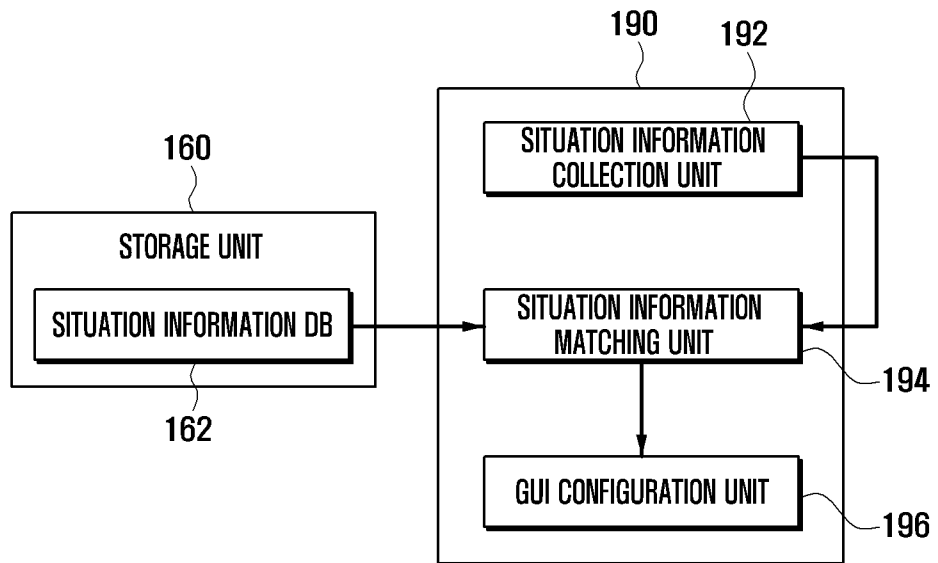 190
192
SITUATION INFORMATION
COLLECTION UNIT
160
STORAGE UNIT
SITUATION INFORMATION DB
162
SITUATION INFORMATION
MATCHING UNIT
194
GUI CONFIGURATION UNIT
196